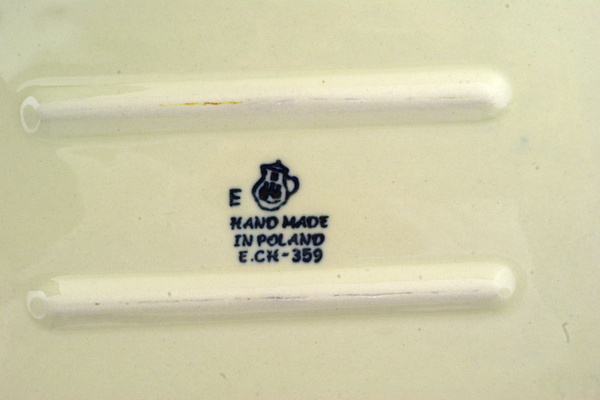 E
HAND MADE
IN POLAND
E.CH-359